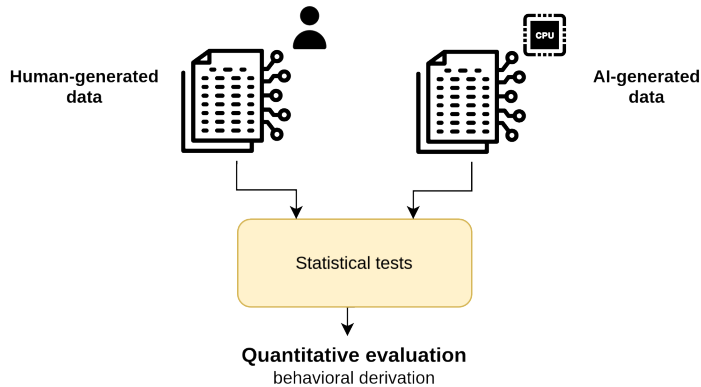 Human-generated
data
CPU
AI-generated
data
Statistical tests
Quantitative evaluation
behavioral derivation